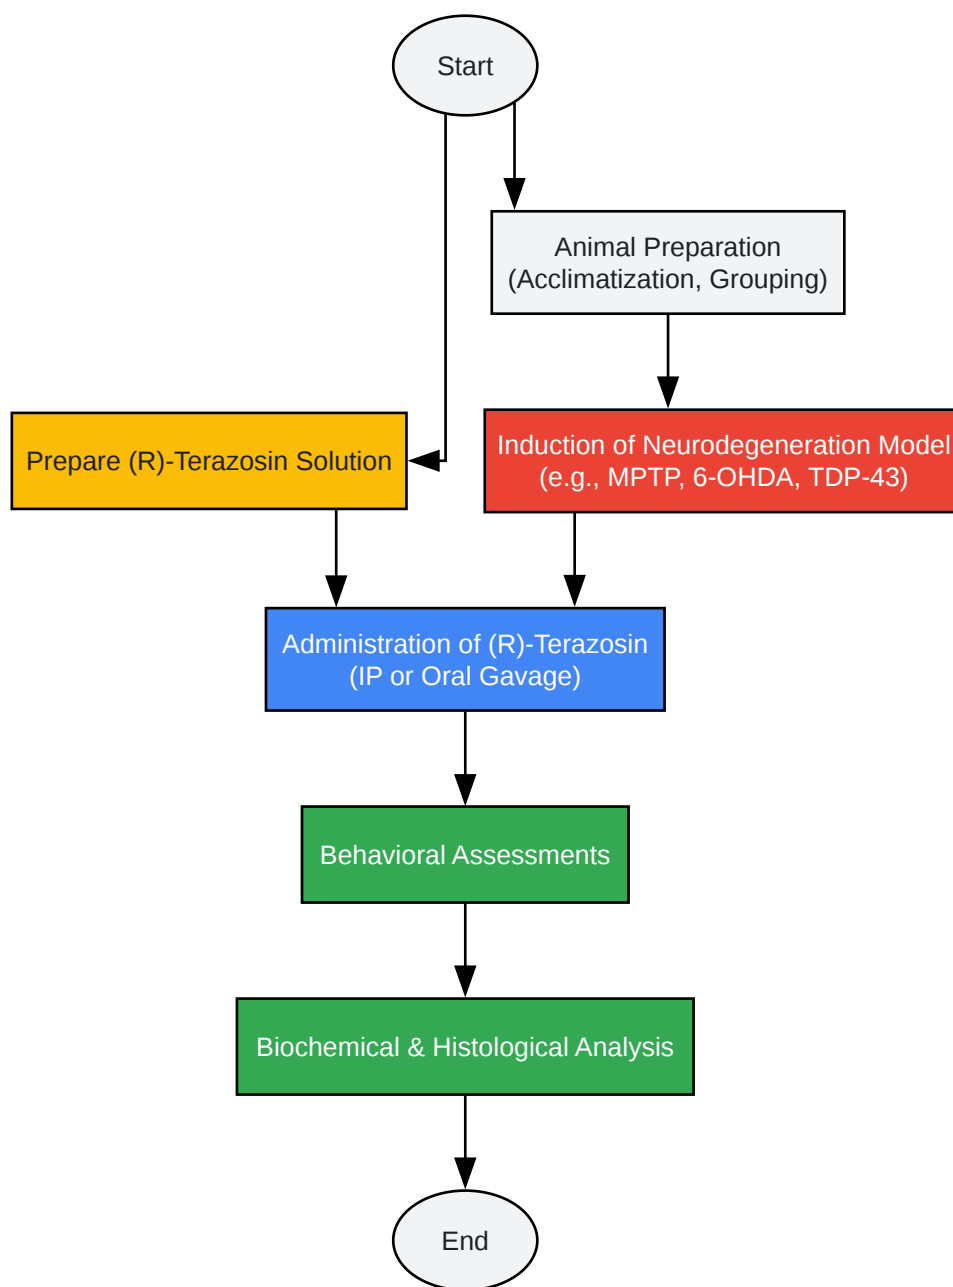 Start
Animal Preparation
(Acclimatization, Grouping)
Prepare (R)-Terazosin Solution
Induction of Neurodegeneration Model
(e.g., MPTP, 6-OHDA, TDP-43)
Administration of (R)-Terazosin
(IP or Oral Gavage)
Behavioral Assessments
Biochemical & Histological Analysis
End